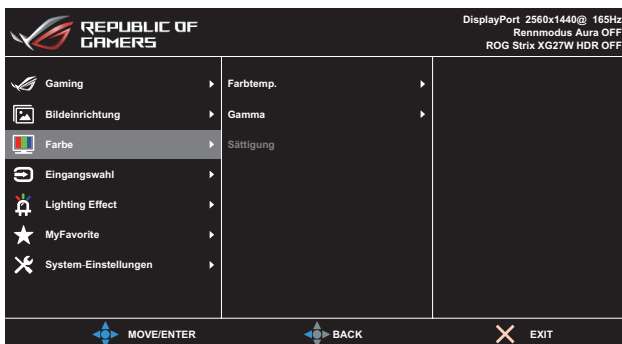 REPUBLIC OF
GAMERS
DisplayPort 2560x1440@ 165Hz
Rennmodus Aura OFF
ROG Strix XG27W HDR OFF
Gaming
Bildeinrichtung
Farbe
Eingangswahl
Lighting Effect
MyFavorite
System-Einstellungen
Farbtemp.
Gamma
Sättigung
MOVE/ENTER
BACK
EXIT